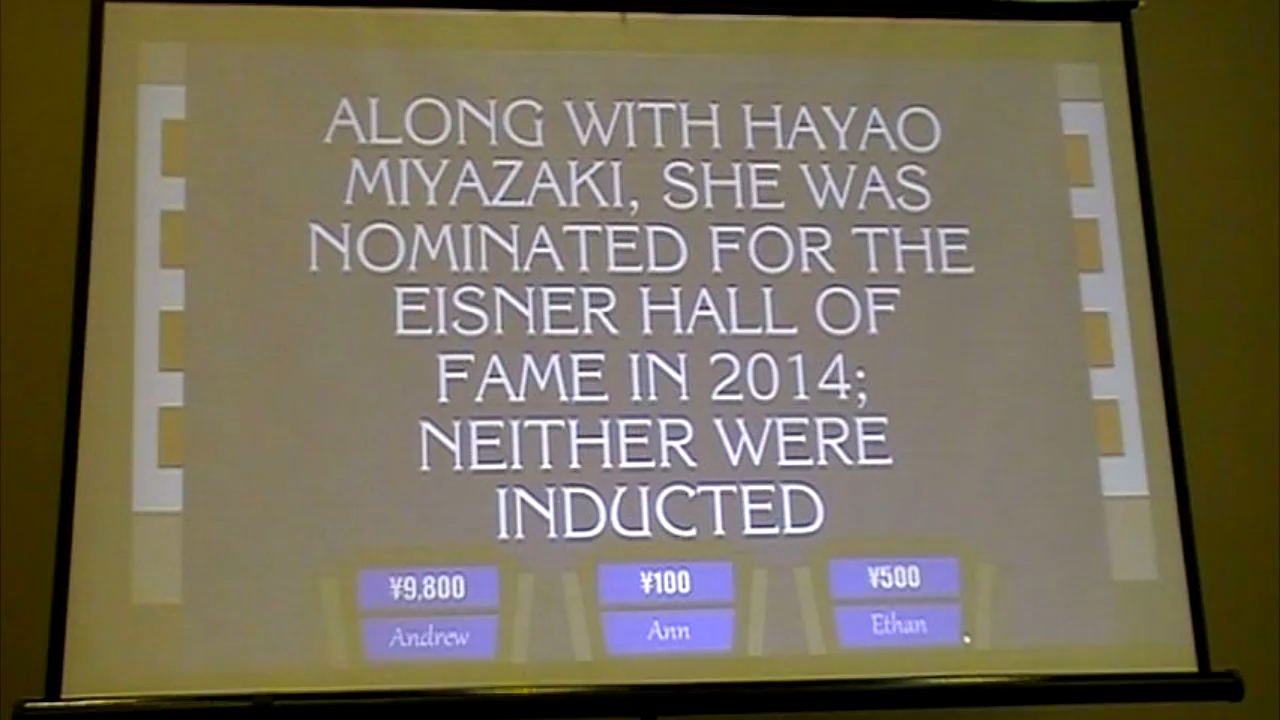 ALONG WITH HAYAO
MIYAZAKI, SHE WAS
NOMINATED FOR THE
EISNER HALL OF
FAME IN 2014;
NEITHER WERE
INDUCTED
¥9,800
¥100
¥500
Andrew
Ann
Ethan